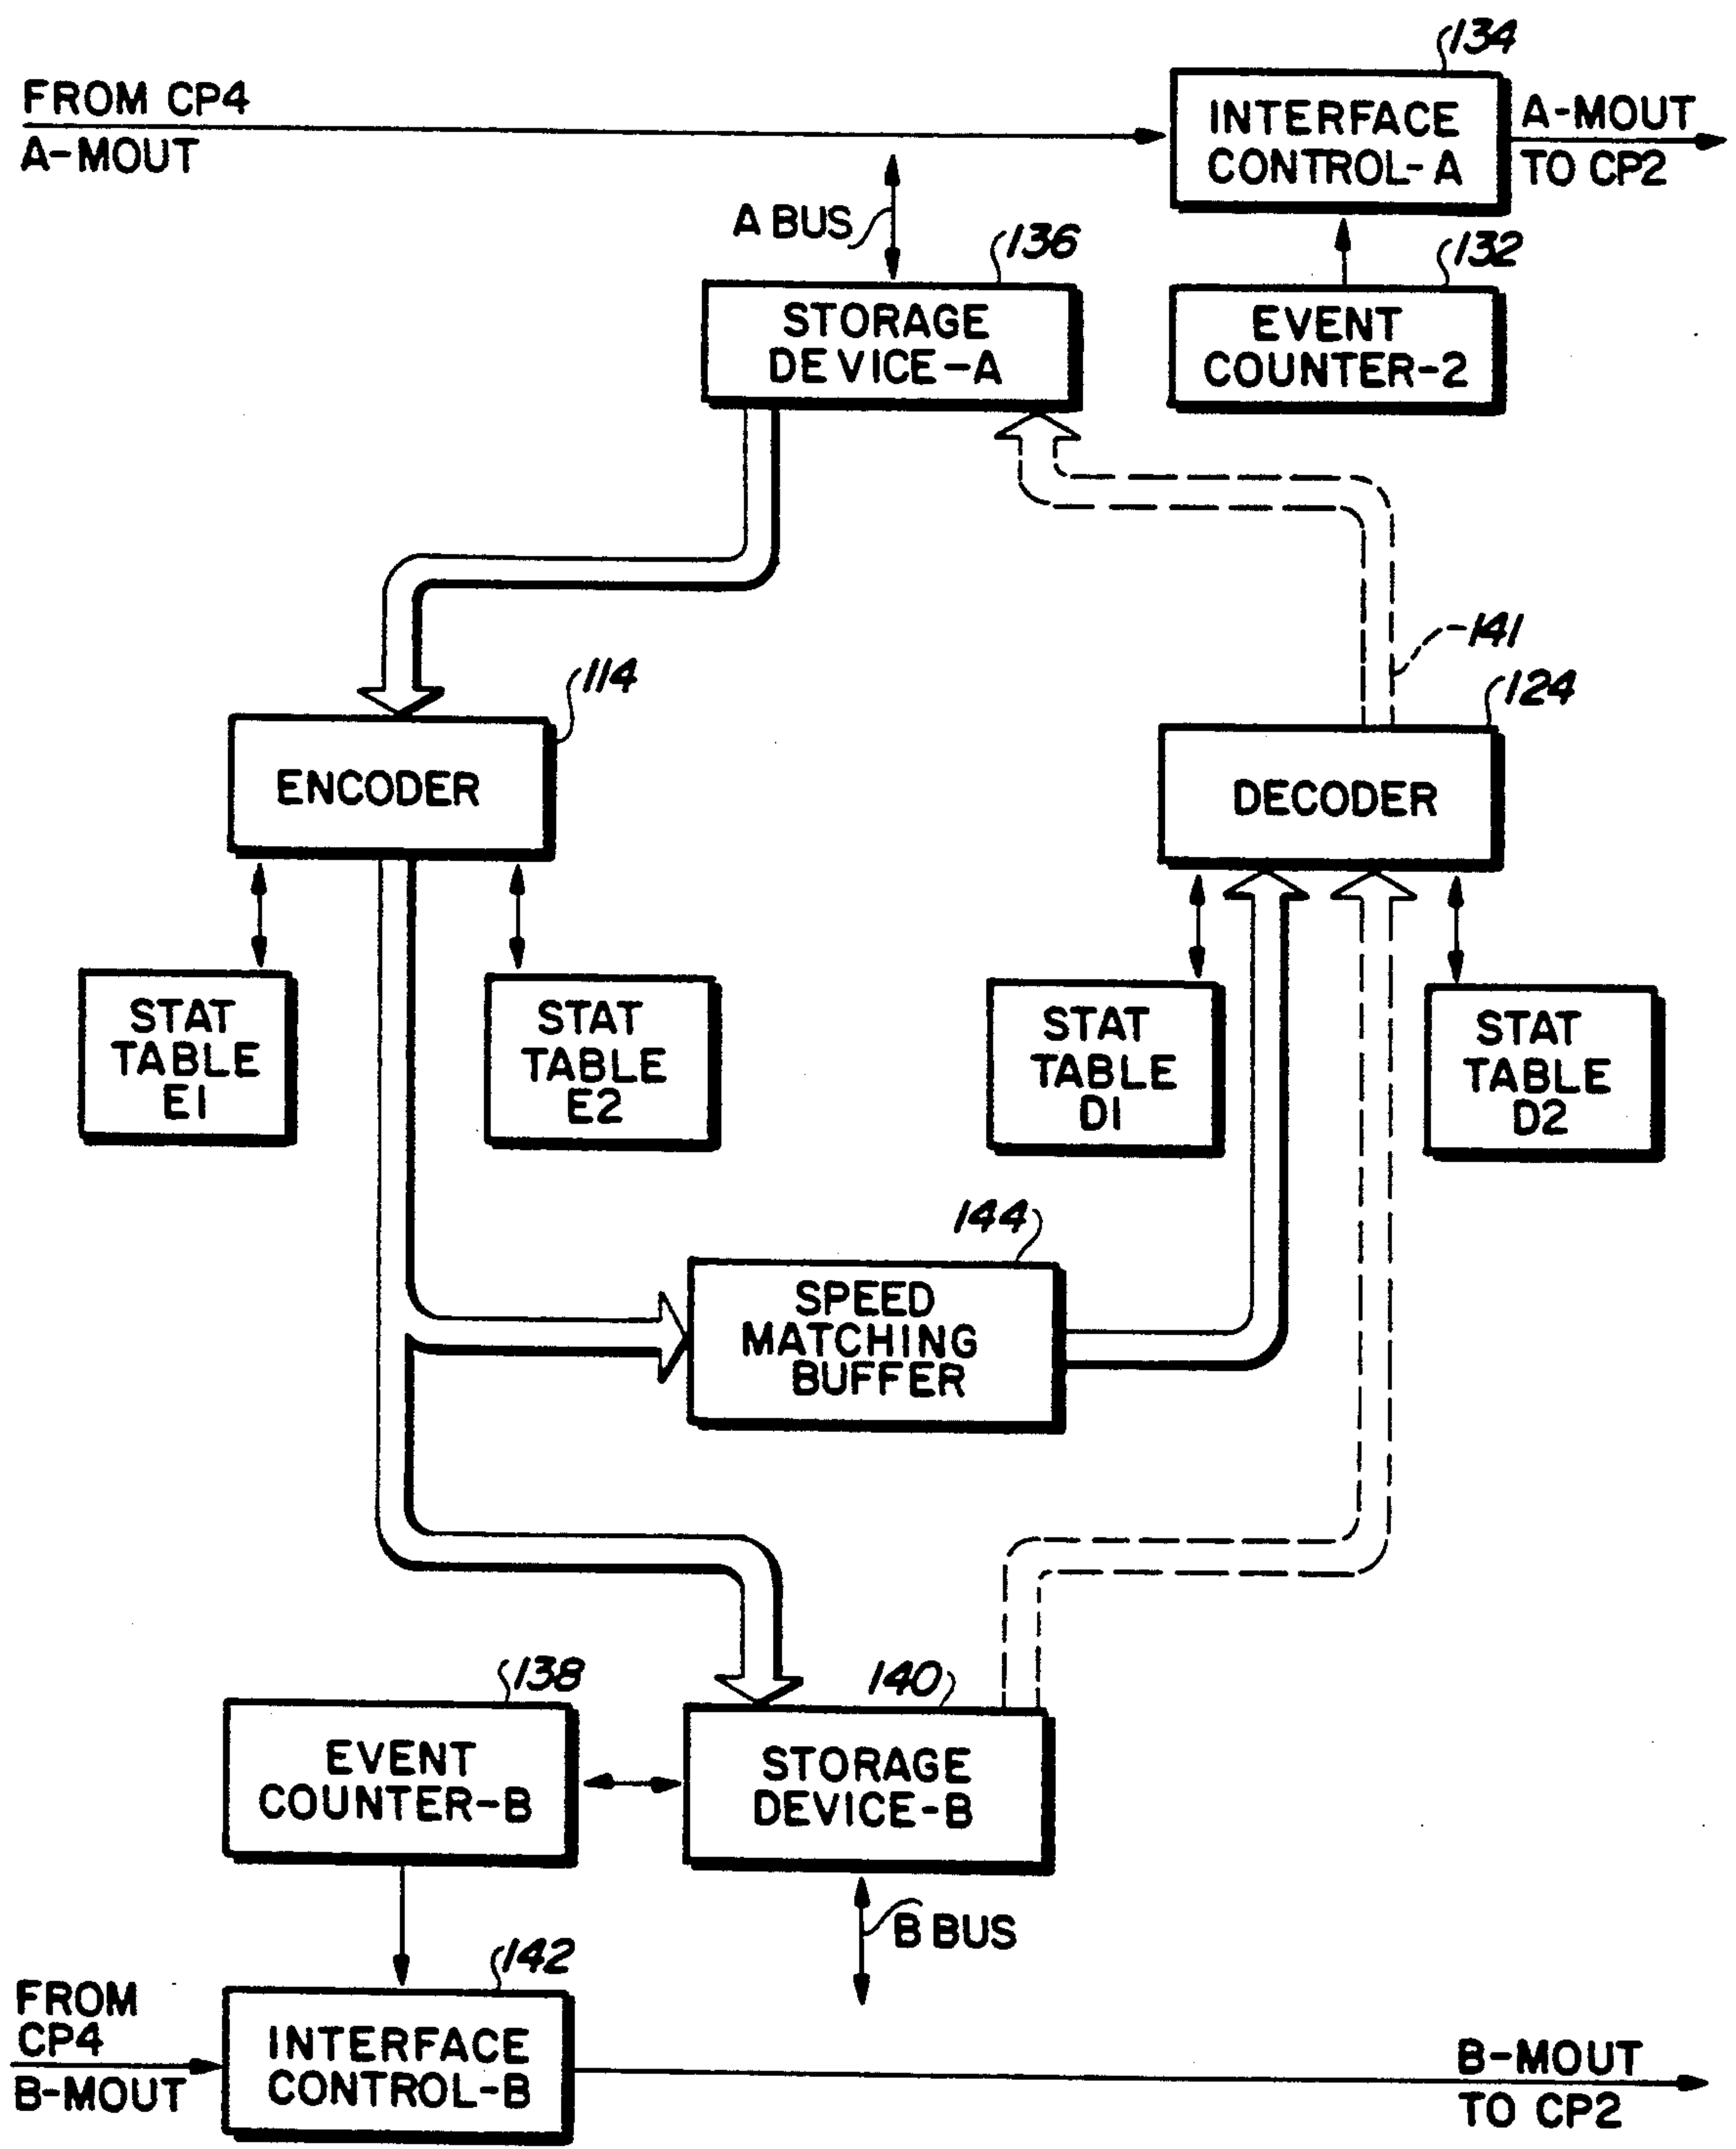 134
FROM CP4
A-MOUT
INTERFACE
CONTROL-A
A-MOUT
TO CP2
A BUS
136
132
STORAGE
DEVICE-A
EVENT
COUNTER-2
141
114
124
ENCODER
DECODER
STAT
TABLE
E1
STAT
TABLE
E2
STAT
TABLE
D1
STAT
TABLE
D2
144
SPEED
MATCHING
BUFFER
138
140
EVENT
COUNTER-B
STORAGE
DEVICE-B
B BUS
142
FROM
CP4
B-MOUT
INTERFACE
CONTROL-B
B-MOUT
TO CP2